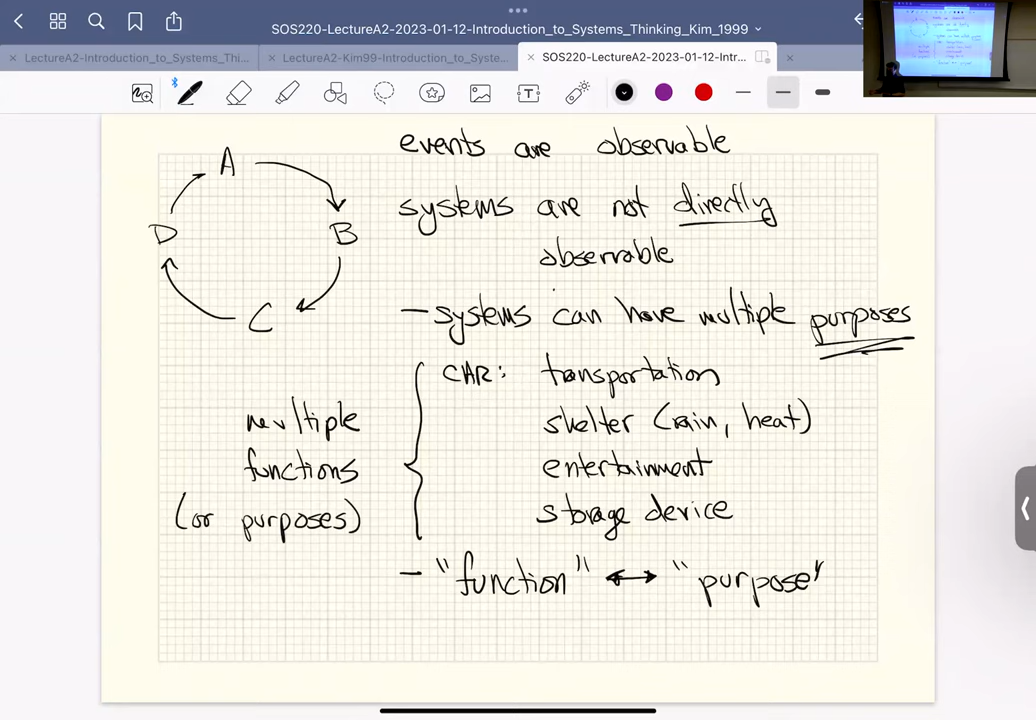 SOS220-LectureA2-2023-01-12-Introduction_to_Systems_Thinking_Kim_1999
LectureA2-Introduction_to_Systems_Thi...
LectureA2-Kim99-Introduction_to_Syste...
SOS220-LectureA2-2023-01-12-Intr...
events are observable
A
systems are not directly
D
B
observable
C
– systems can have multiple purposes
CAR: transportation
multiple
shelter (rain, heat)
functions
entertainment
(or purposes)
storage device
– "function" ↔ "purpose"